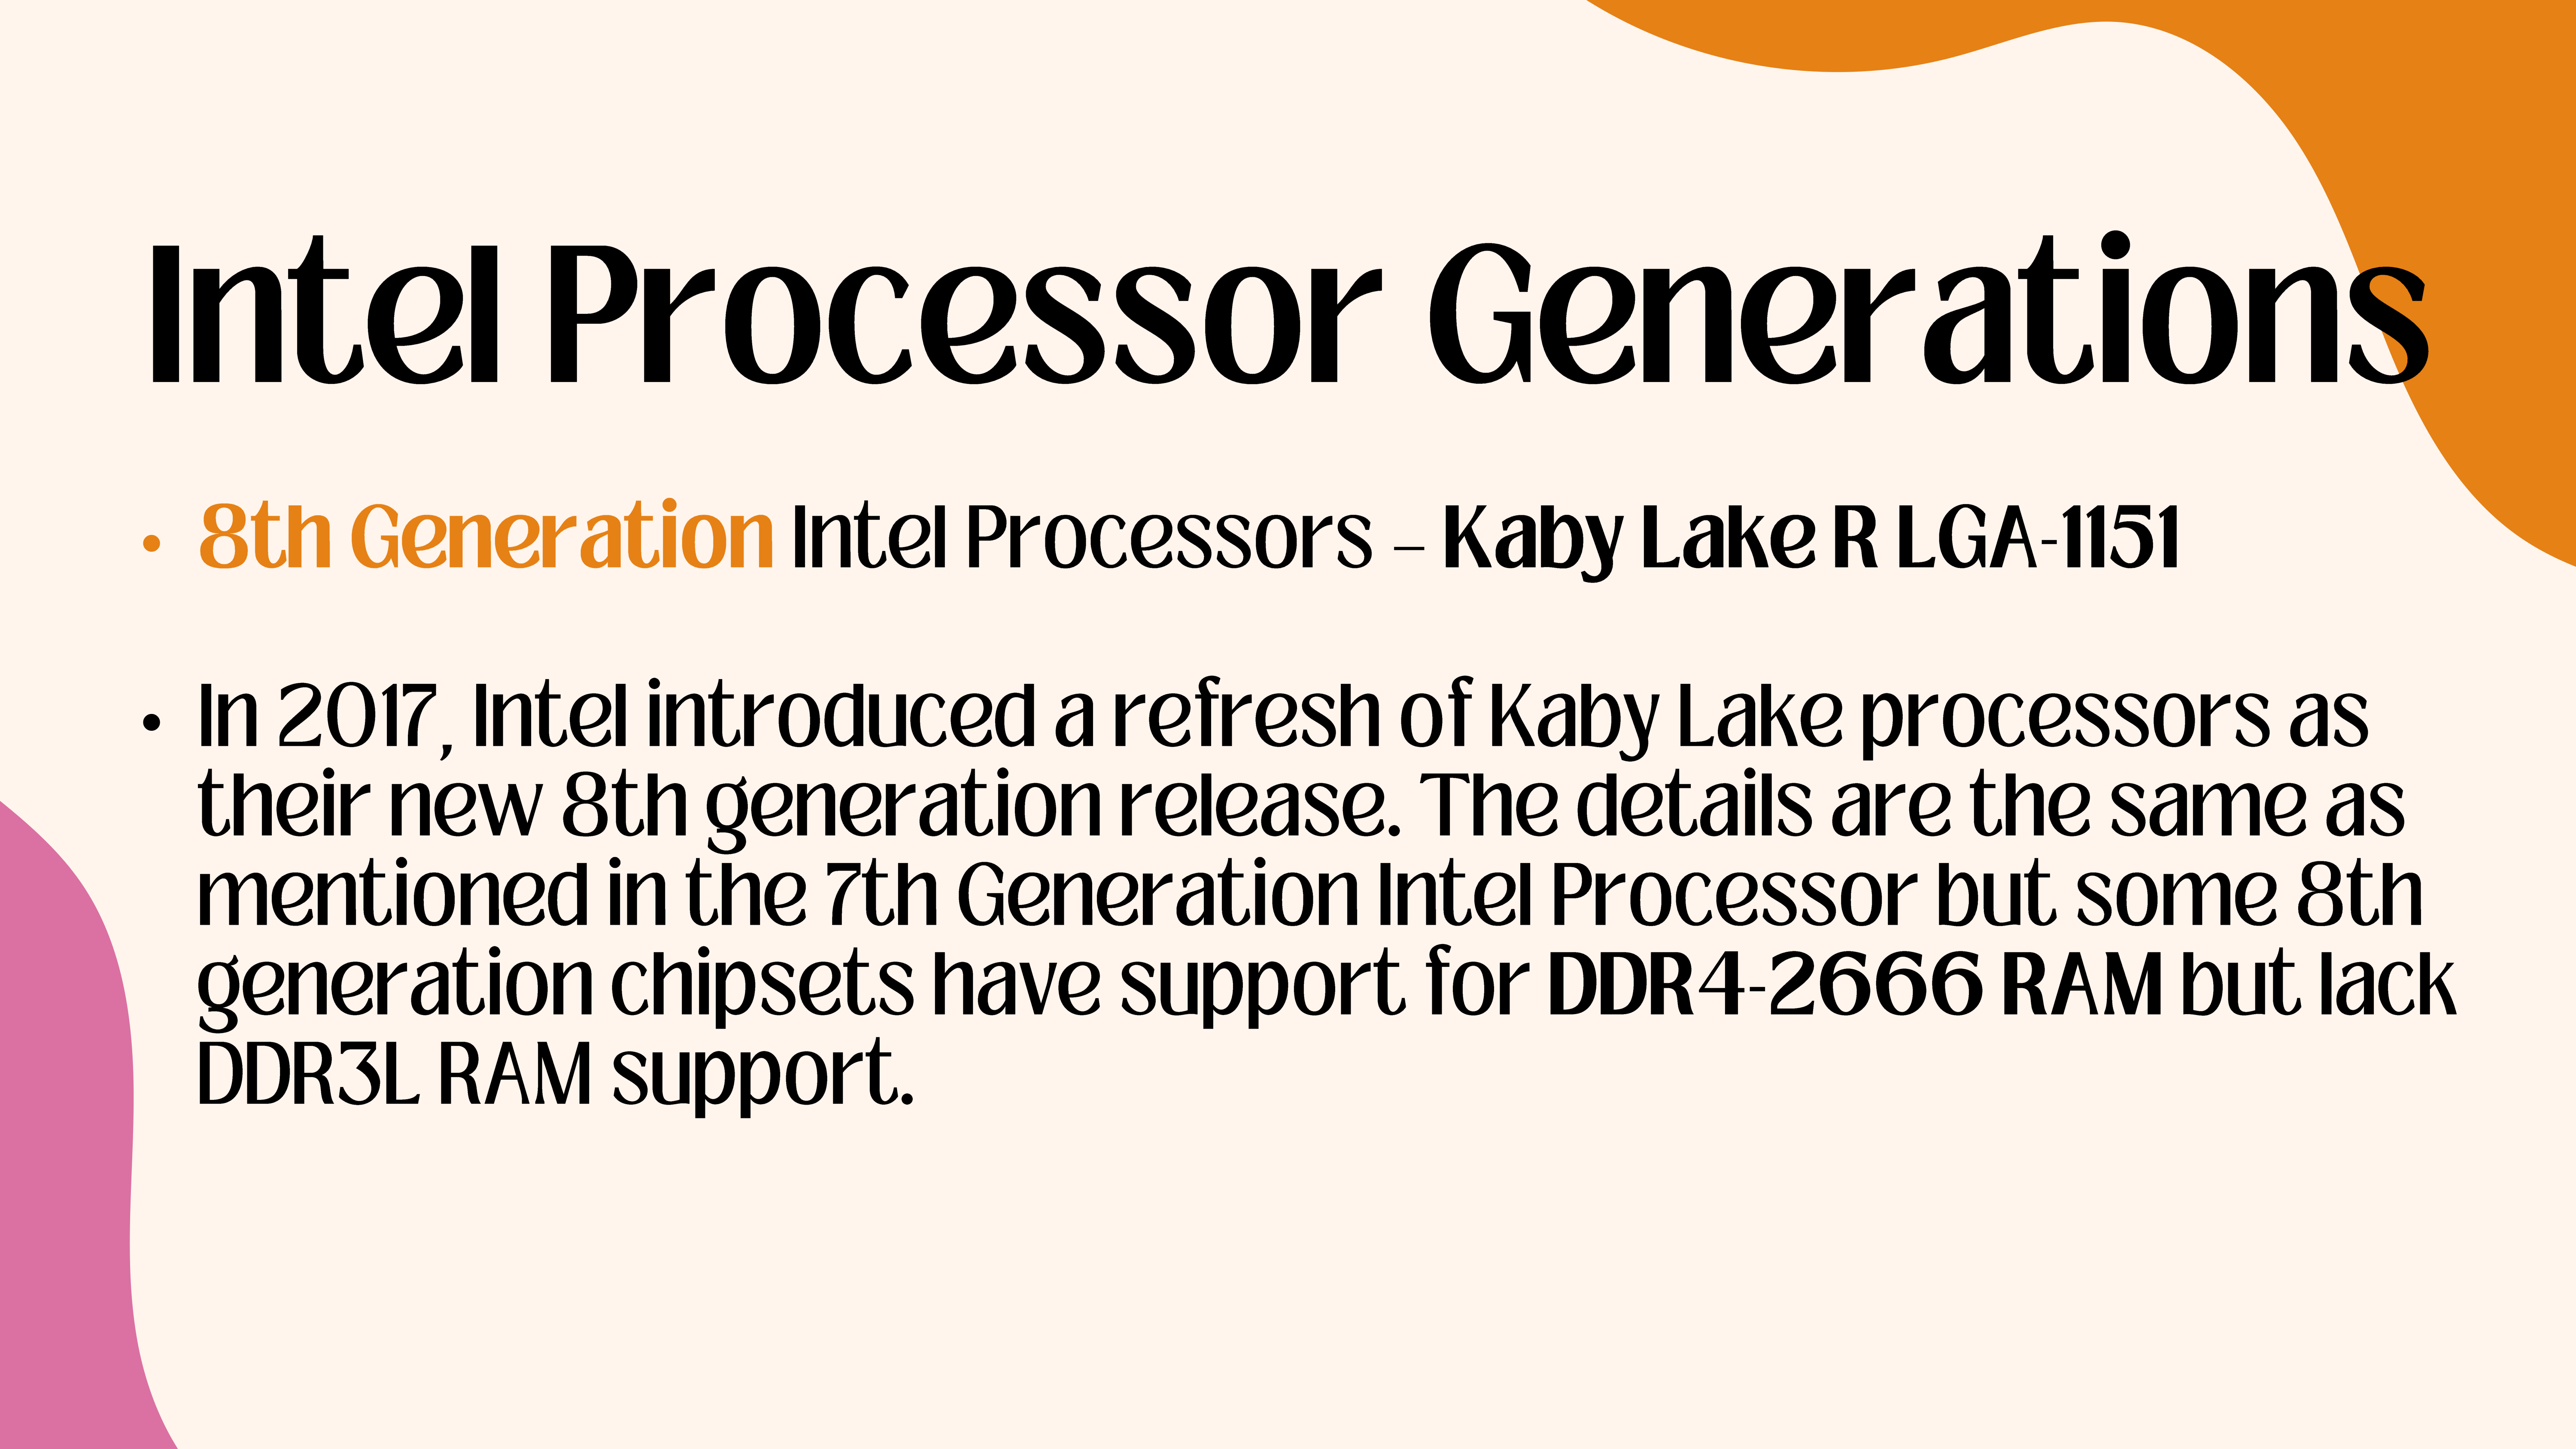 Intel Processor Generations
• 8th Generation Intel Processors – Kaby Lake R LGA-1151
• In 2017, Intel introduced a refresh of Kaby Lake processors as
their new 8th generation release. The details are the same as
mentioned in the 7th Generation Intel Processor but some 8th
generation chipsets have support for DDR4-2666 RAM but lack
DDR3L RAM support.